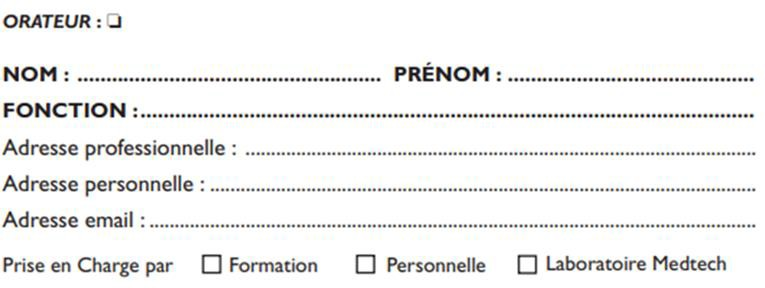 ORATEUR : ❏
NOM : ................................................... PRÉNOM : ..........................................
FONCTION :........................................................................................................
Adresse professionnelle : .....................................................................................
Adresse personnelle : ...........................................................................................
Adresse email : .....................................................................................................
Prise en Charge par ☐ Formation ☐ Personnelle ☐ Laboratoire Medtech